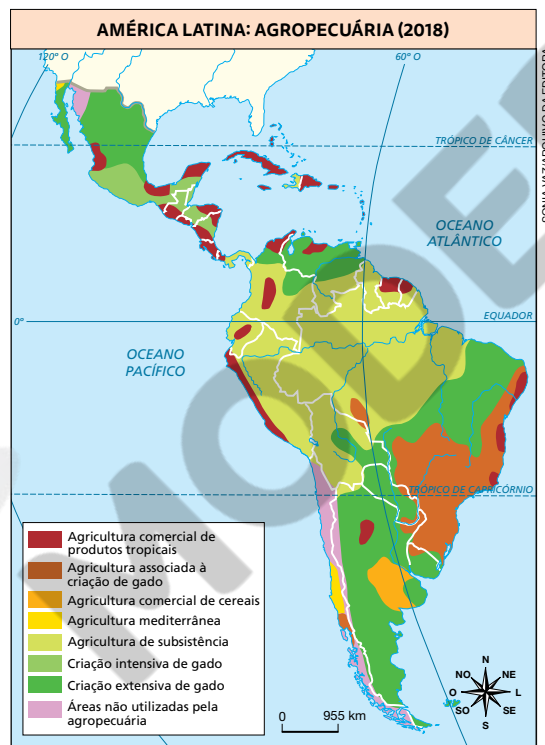 AMÉRICA LATINA: AGROPECUÁRIA (2018)
120° O
60° O
TRÓPICO DE CÂNCER
OCEANO
ATLÂNTICO
0°
EQUADOR
OCEANO
PACÍFICO
TRÓPICO DE CAPRICÓRNIO
Agricultura comercial de
produtos tropicais
Agricultura associada à
criação de gado
Agricultura comercial de cereais
Agricultura mediterrânea
Agricultura de subsistência
Criação intensiva de gado
Criação extensiva de gado
Áreas não utilizadas pela
agropecuária
0 955 km
N
NO NE
O L
SO SE
S